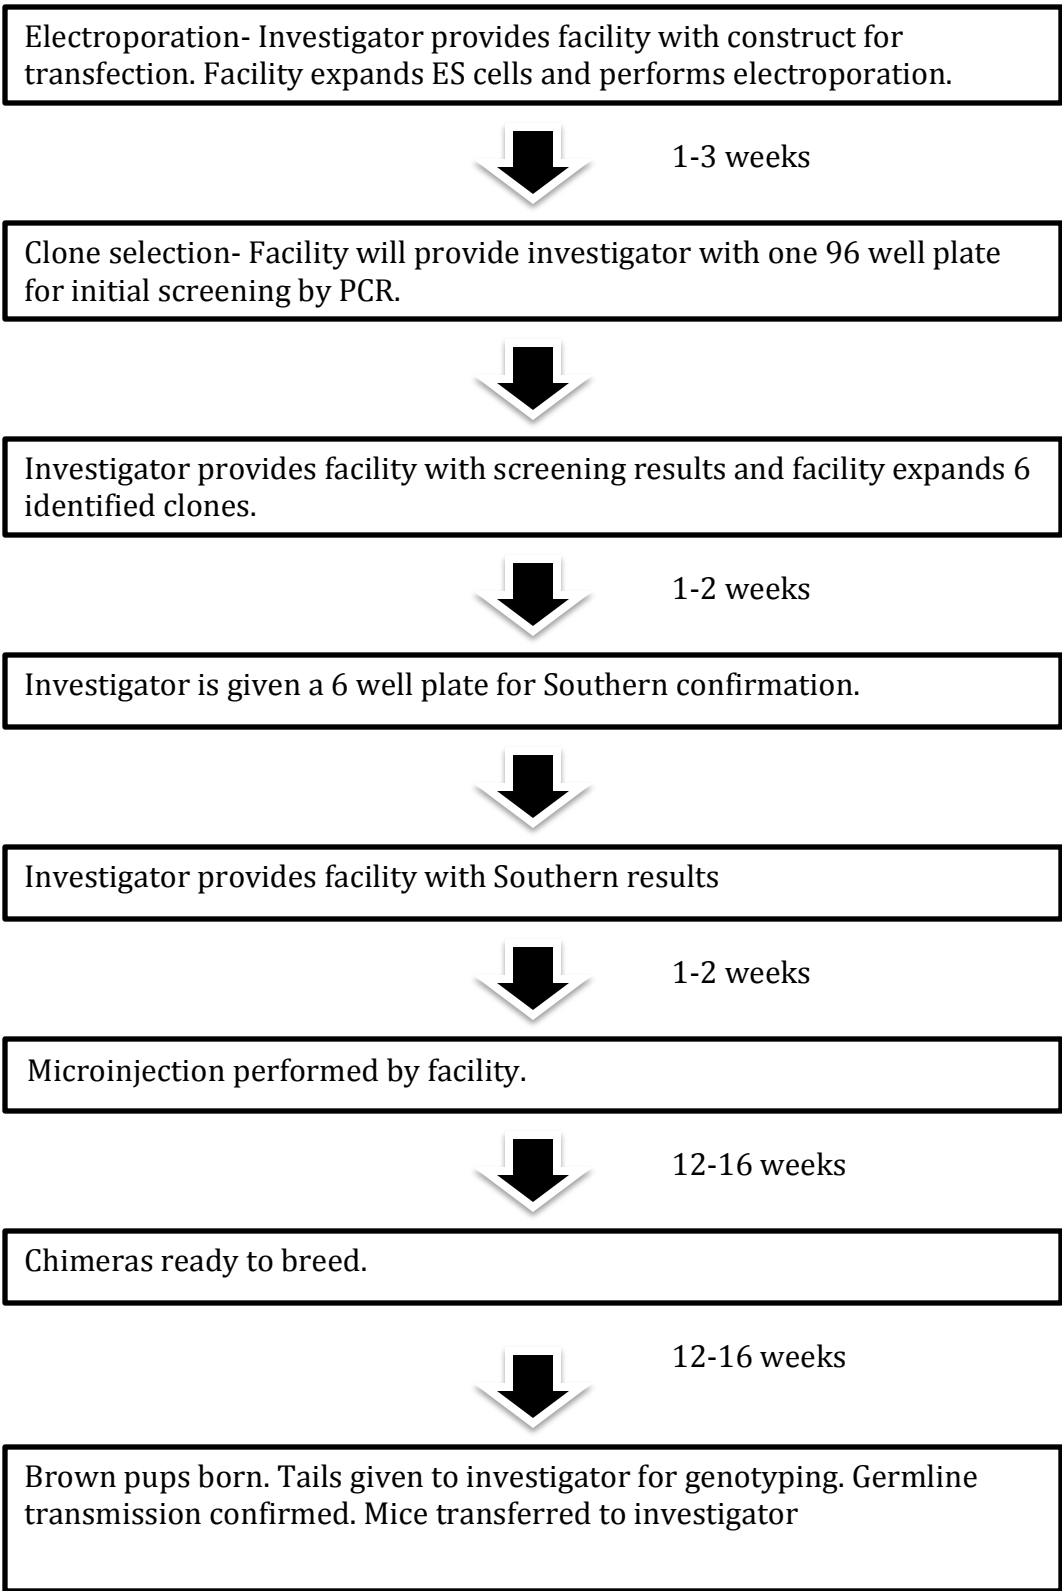 Electroporation- Investigator provides facility with construct for
transfection. Facility expands ES cells and performs electroporation.
1-3 weeks
Clone selection- Facility will provide investigator with one 96 well plate
for initial screening by PCR.
Investigator provides facility with screening results and facility expands 6
identified clones.
1-2 weeks
Investigator is given a 6 well plate for Southern confirmation.
Investigator provides facility with Southern results
1-2 weeks
Microinjection performed by facility.
12-16 weeks
Chimeras ready to breed.
12-16 weeks
Brown pups born. Tails given to investigator for genotyping. Germline
transmission confirmed. Mice transferred to investigator